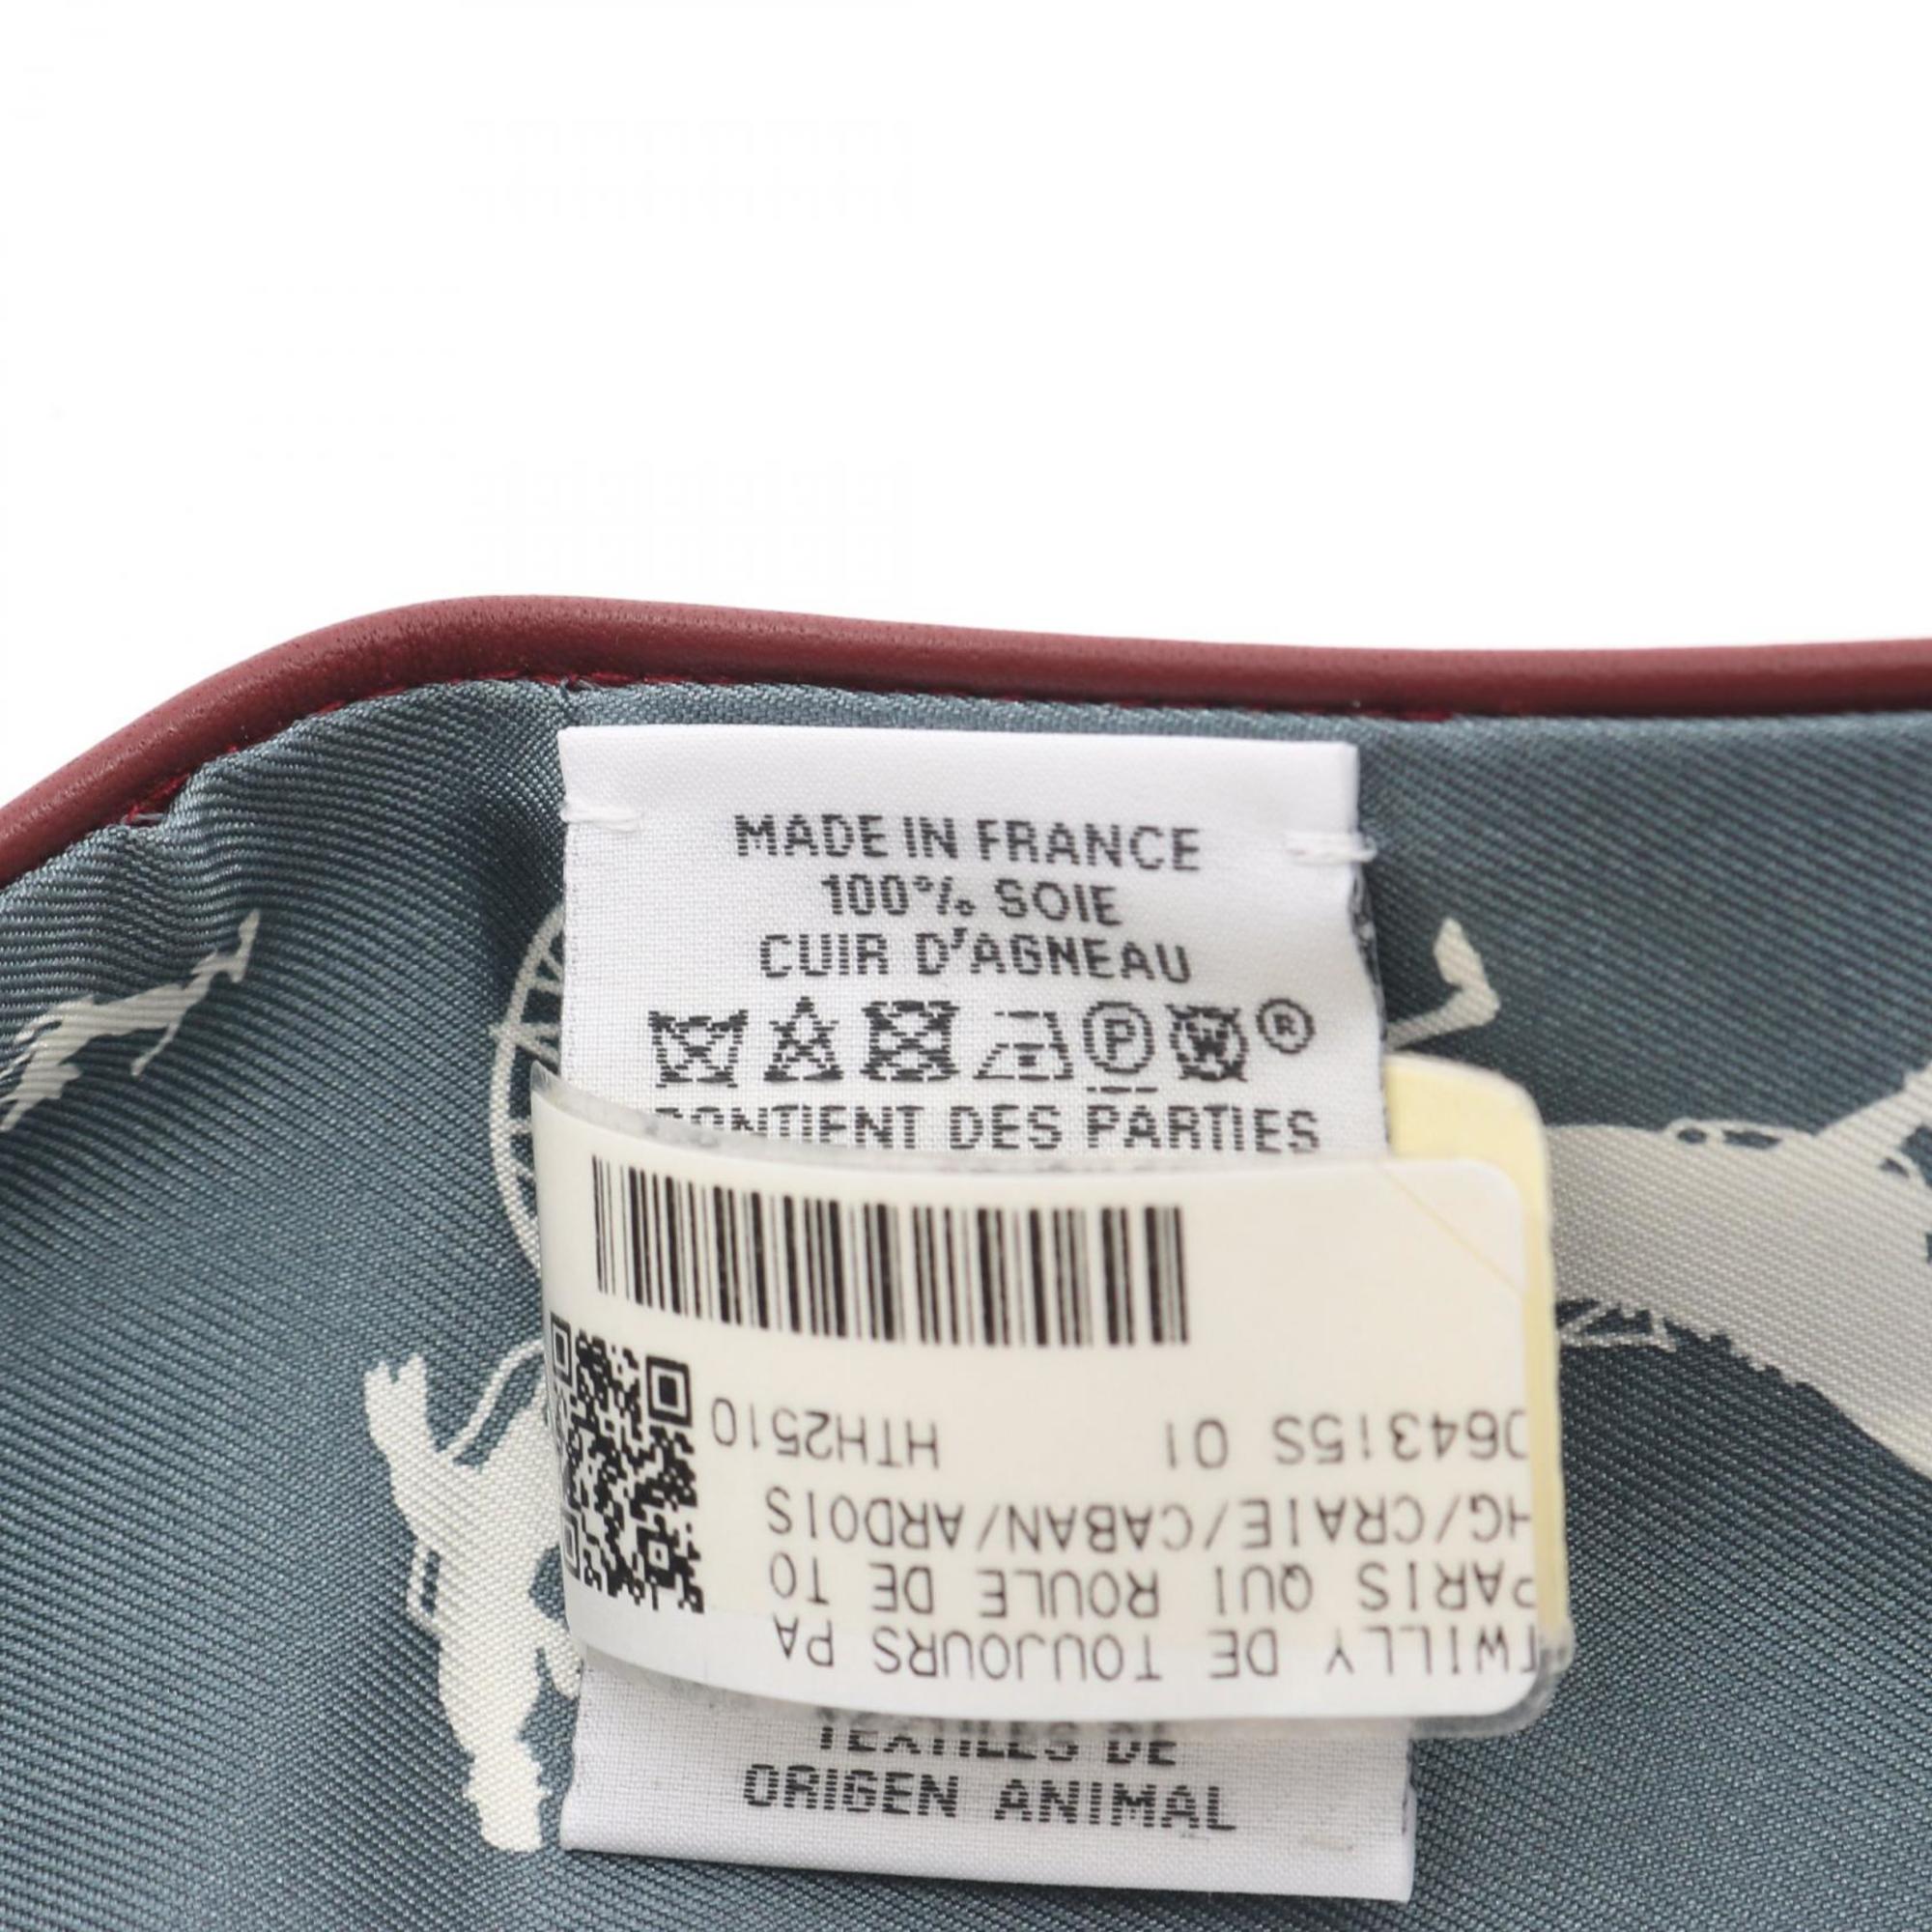 MADE IN FRANCE
100% SOIE
CUIR D'AGNEAU
P W ®
CONTIENT DES PARTIES
TWILLY DE TOUJOURS PA
PARIS QUI ROULE DE TO
HG/CRAIE/CABAN/ARDOIS
064315S 01 HTH2510
TEXTILES DE
ORIGEN ANIMAL